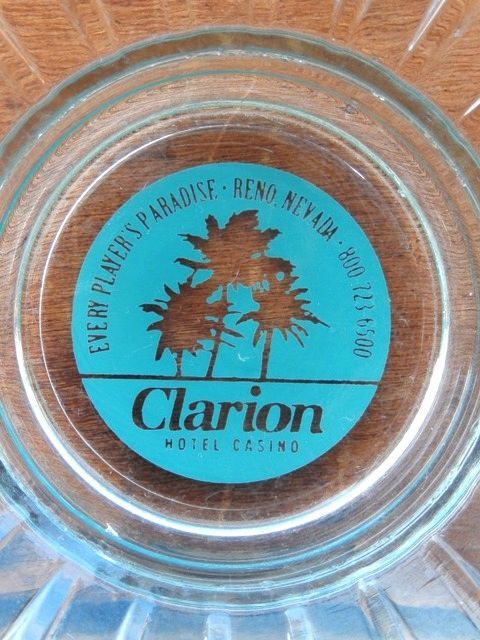 EVERY PLAYER'S PARADISE · RENO, NEVADA · 800 723 6500
Clarion
HOTEL CASINO